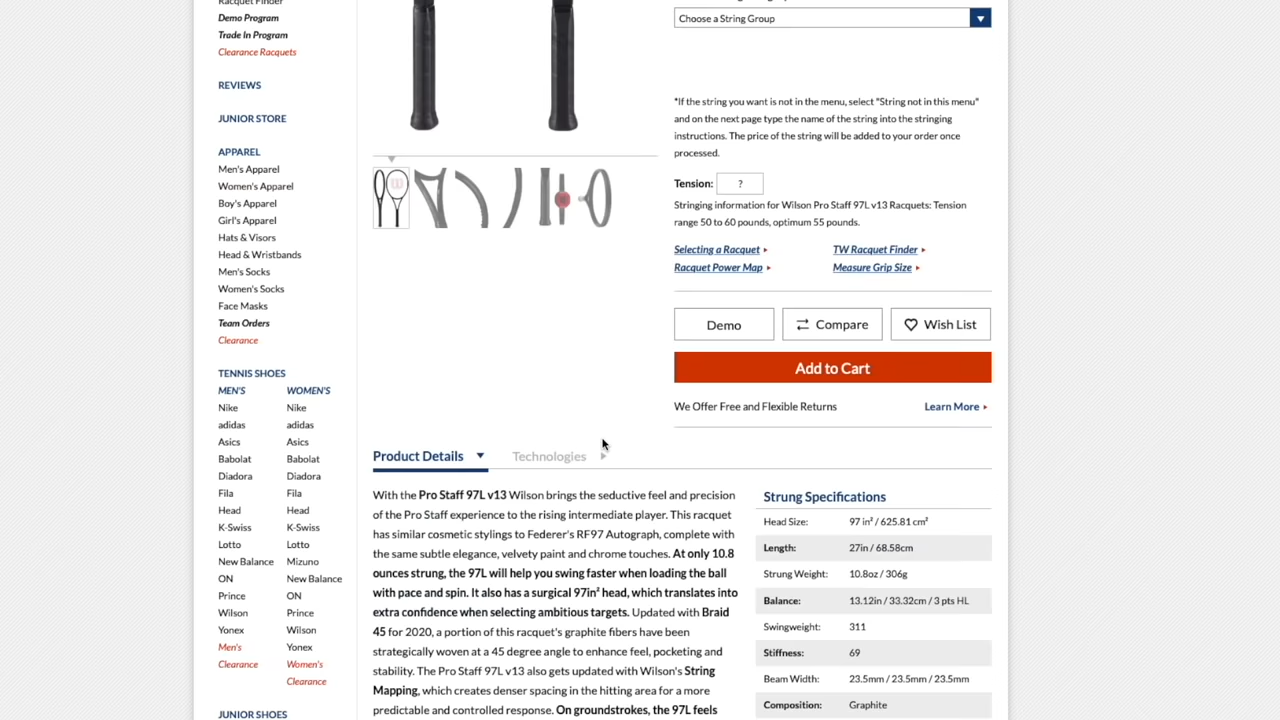 Racquet Finder
Demo Program
Trade In Program
Clearance Racquets
REVIEWS
JUNIOR STORE
APPAREL
Men's Apparel
Women's Apparel
Boy's Apparel
Girl's Apparel
Hats & Visors
Head & Wristbands
Men's Socks
Women's Socks
Face Masks
Team Orders
Clearance
TENNIS SHOES
MEN'S
Nike
adidas
Asics
Babolat
Diadora
Fila
Head
K-Swiss
Lotto
New Balance
ON
Prince
Wilson
Yonex
Men's
Clearance
WOMEN'S
Nike
adidas
Asics
Babolat
Diadora
Fila
Head
K-Swiss
Lotto
Mizuno
New Balance
ON
Prince
Wilson
Yonex
Women's
Clearance
JUNIOR SHOES
Choose a String Group
*If the string you want is not in the menu, select "String not in this menu"
and on the next page type the name of the string into the stringing
instructions. The price of the string will be added to your order once
processed.
Tension: ?
Stringing information for Wilson Pro Staff 97L v13 Racquets: Tension
range 50 to 60 pounds, optimum 55 pounds.
Selecting a Racquet TW Racquet Finder
Racquet Power Map Measure Grip Size
Demo Compare Wish List
Add to Cart
We Offer Free and Flexible Returns Learn More
Product Details Technologies
With the Pro Staff 97L v13 Wilson brings the seductive feel and precision
of the Pro Staff experience to the rising intermediate player. This racquet
has similar cosmetic stylings to Federer's RF97 Autograph, complete with
the same subtle elegance, velvety paint and chrome touches. At only 10.8
ounces strung, the 97L will help you swing faster when loading the ball
with pace and spin. It also has a surgical 97in² head, which translates into
extra confidence when selecting ambitious targets. Updated with Braid
45 for 2020, a portion of this racquet's graphite fibers have been
strategically woven at a 45 degree angle to enhance feel, pocketing and
stability. The Pro Staff 97L v13 also gets updated with Wilson's String
Mapping, which creates denser spacing in the hitting area for a more
predictable and controlled response. On groundstrokes, the 97L feels
Strung Specifications
Head Size: 97 in² / 625.81 cm²
Length: 27in / 68.58cm
Strung Weight: 10.8oz / 306g
Balance: 13.12in / 33.32cm / 3 pts HL
Swingweight: 311
Stiffness: 69
Beam Width: 23.5mm / 23.5mm / 23.5mm
Composition: Graphite